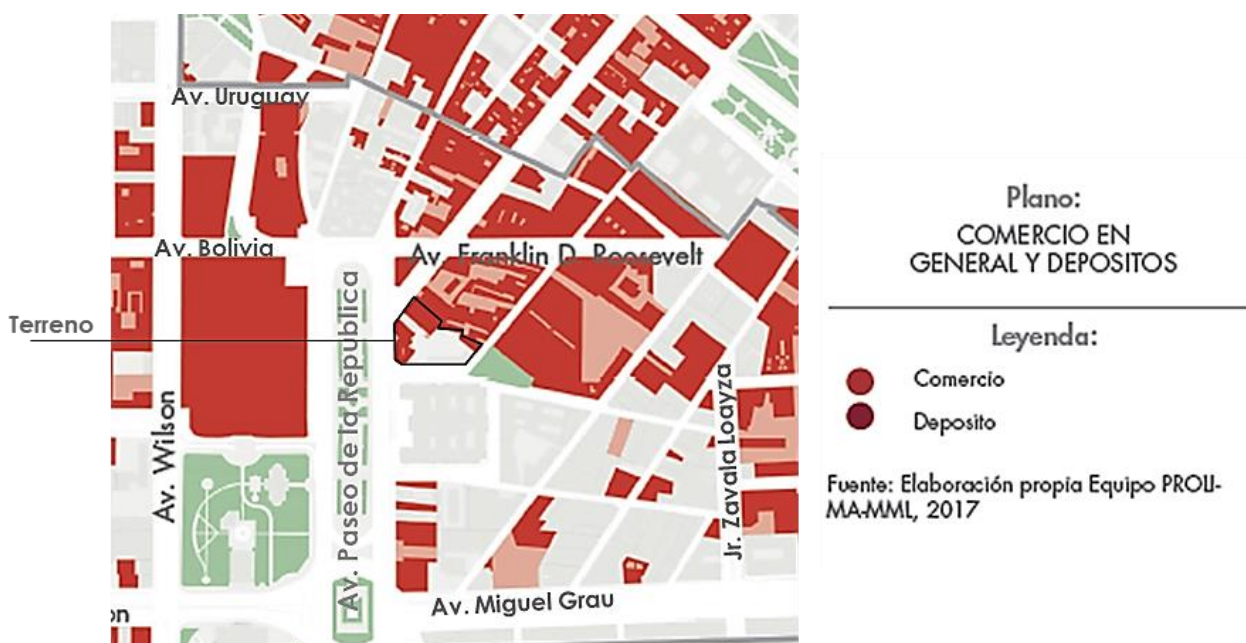 Av. Uruguay
Av. Bolivia
Av. Franklin D. Roosevelt
Terreno
Av. Paseo de la Republica
Av. Wilson
Jr. Zavala Loayza
Av. Miguel Grau
on
Plano:
COMERCIO EN
GENERAL Y DEPOSITOS
Leyenda:
Comercio
Deposito
Fuente: Elaboración propia Equipo PROLI-
MA-MML, 2017